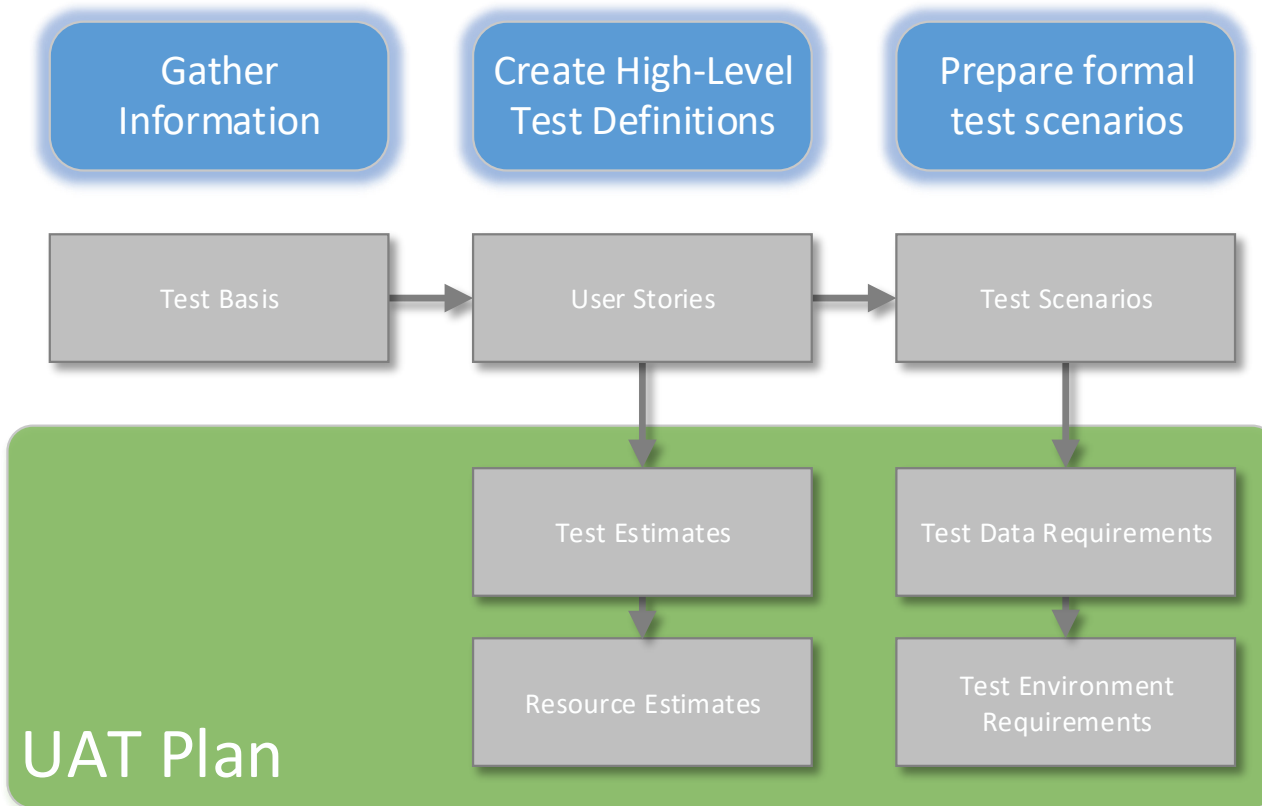 Gather
Information
Create High-Level
Test Definitions
Prepare formal
test scenarios
Test Basis
User Stories
Test Scenarios
Test Estimates
Test Data Requirements
Resource Estimates
Test Environment
Requirements
UAT Plan